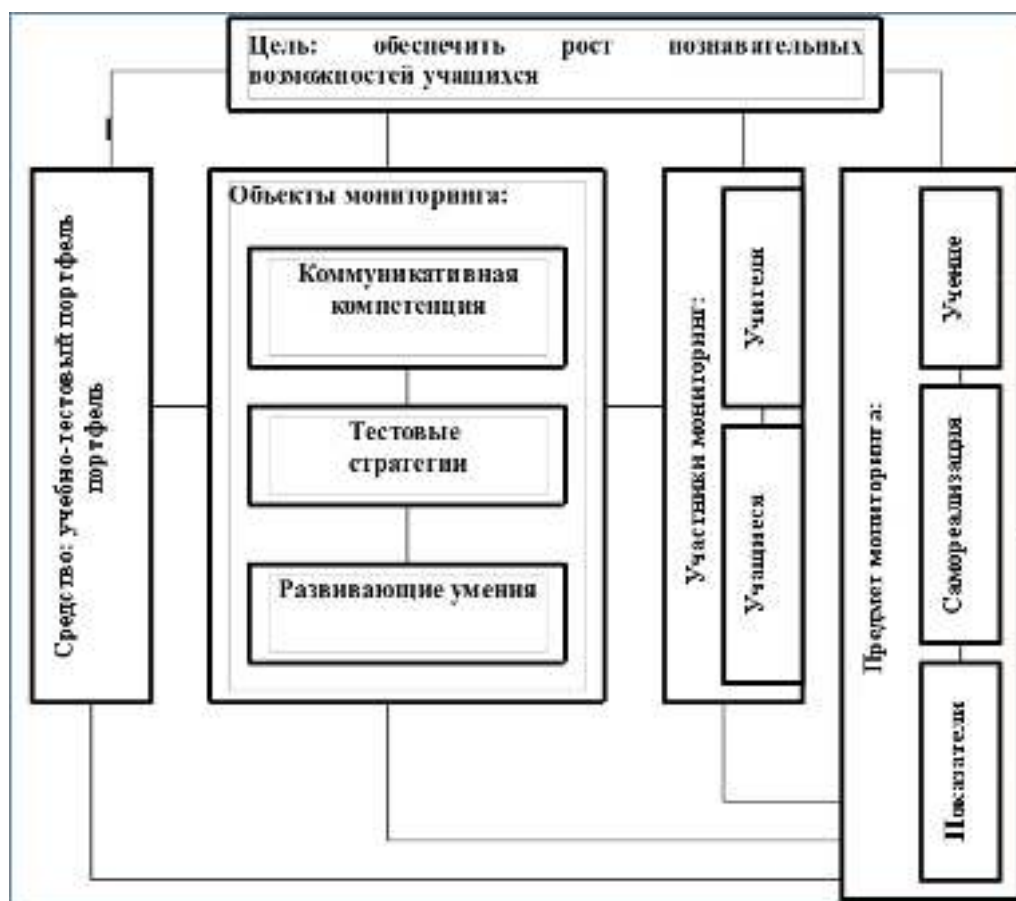 Цель: обеспечить рост познавательных
возможностей учащихся
Средство: учебно-тестовый портфель
портфель
Объекты мониторинга:
Коммуникативная
компетенция
Тестовые
стратегии
Развивающие умения
Участники мониторинг:
Учителя
Учащиеся
Предмет мониторинга:
Учение
Самореализация
Показатели